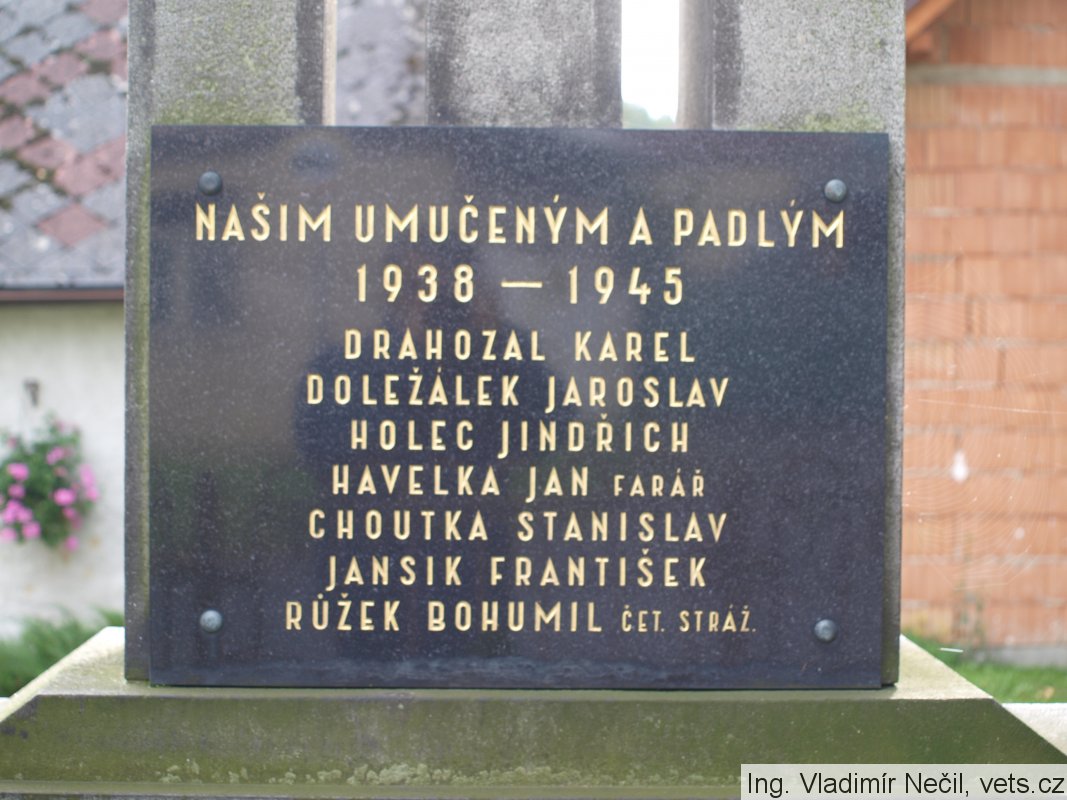 NAŠIM UMUČENÝM A PADLÝM
1938 — 1945
DRAHOZAL KAREL
DOLEŽÁLEK JAROSLAV
HOLEC JINDŘICH
HAVELKA JAN FARÁŘ
CHOUTKA STANISLAV
JANSIK FRANTIŠEK
RŮŽEK BOHUMIL ČET. STRÁŽ.
Ing. Vladimír Nečil, vets.cz